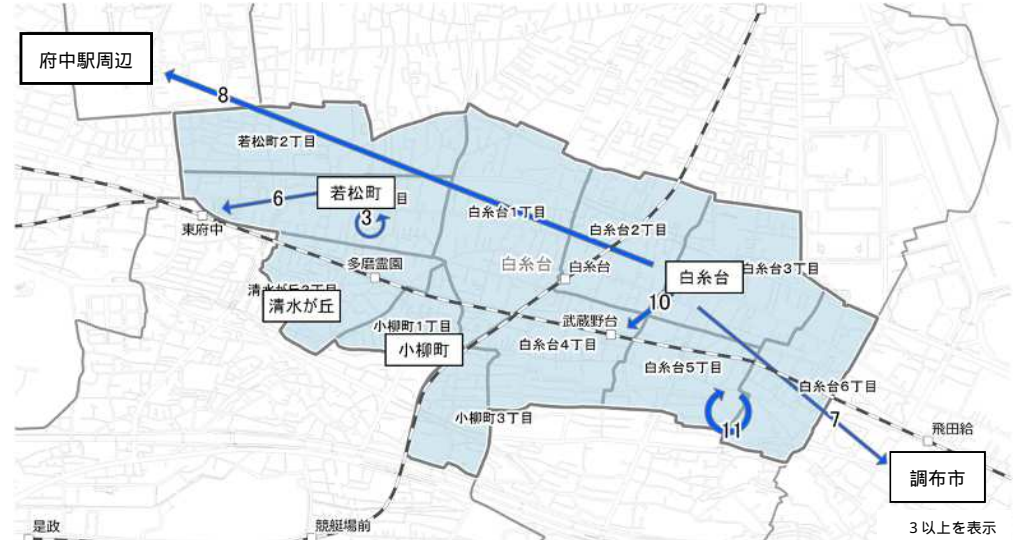 府中駅周辺
8
若松町2丁目
6
若松町
目
3
東府中
白糸台1丁目
白糸台2丁目
多磨霊園
白糸台
白糸台
白糸台
白糸台3丁目
清水が丘
10
小柳町1丁目
武蔵野台
小柳町
白糸台4丁目
白糸台5丁目
白糸台6丁目
小柳町3丁目
11
7
飛田給
調布市
是政
競艇場前
3以上を表示